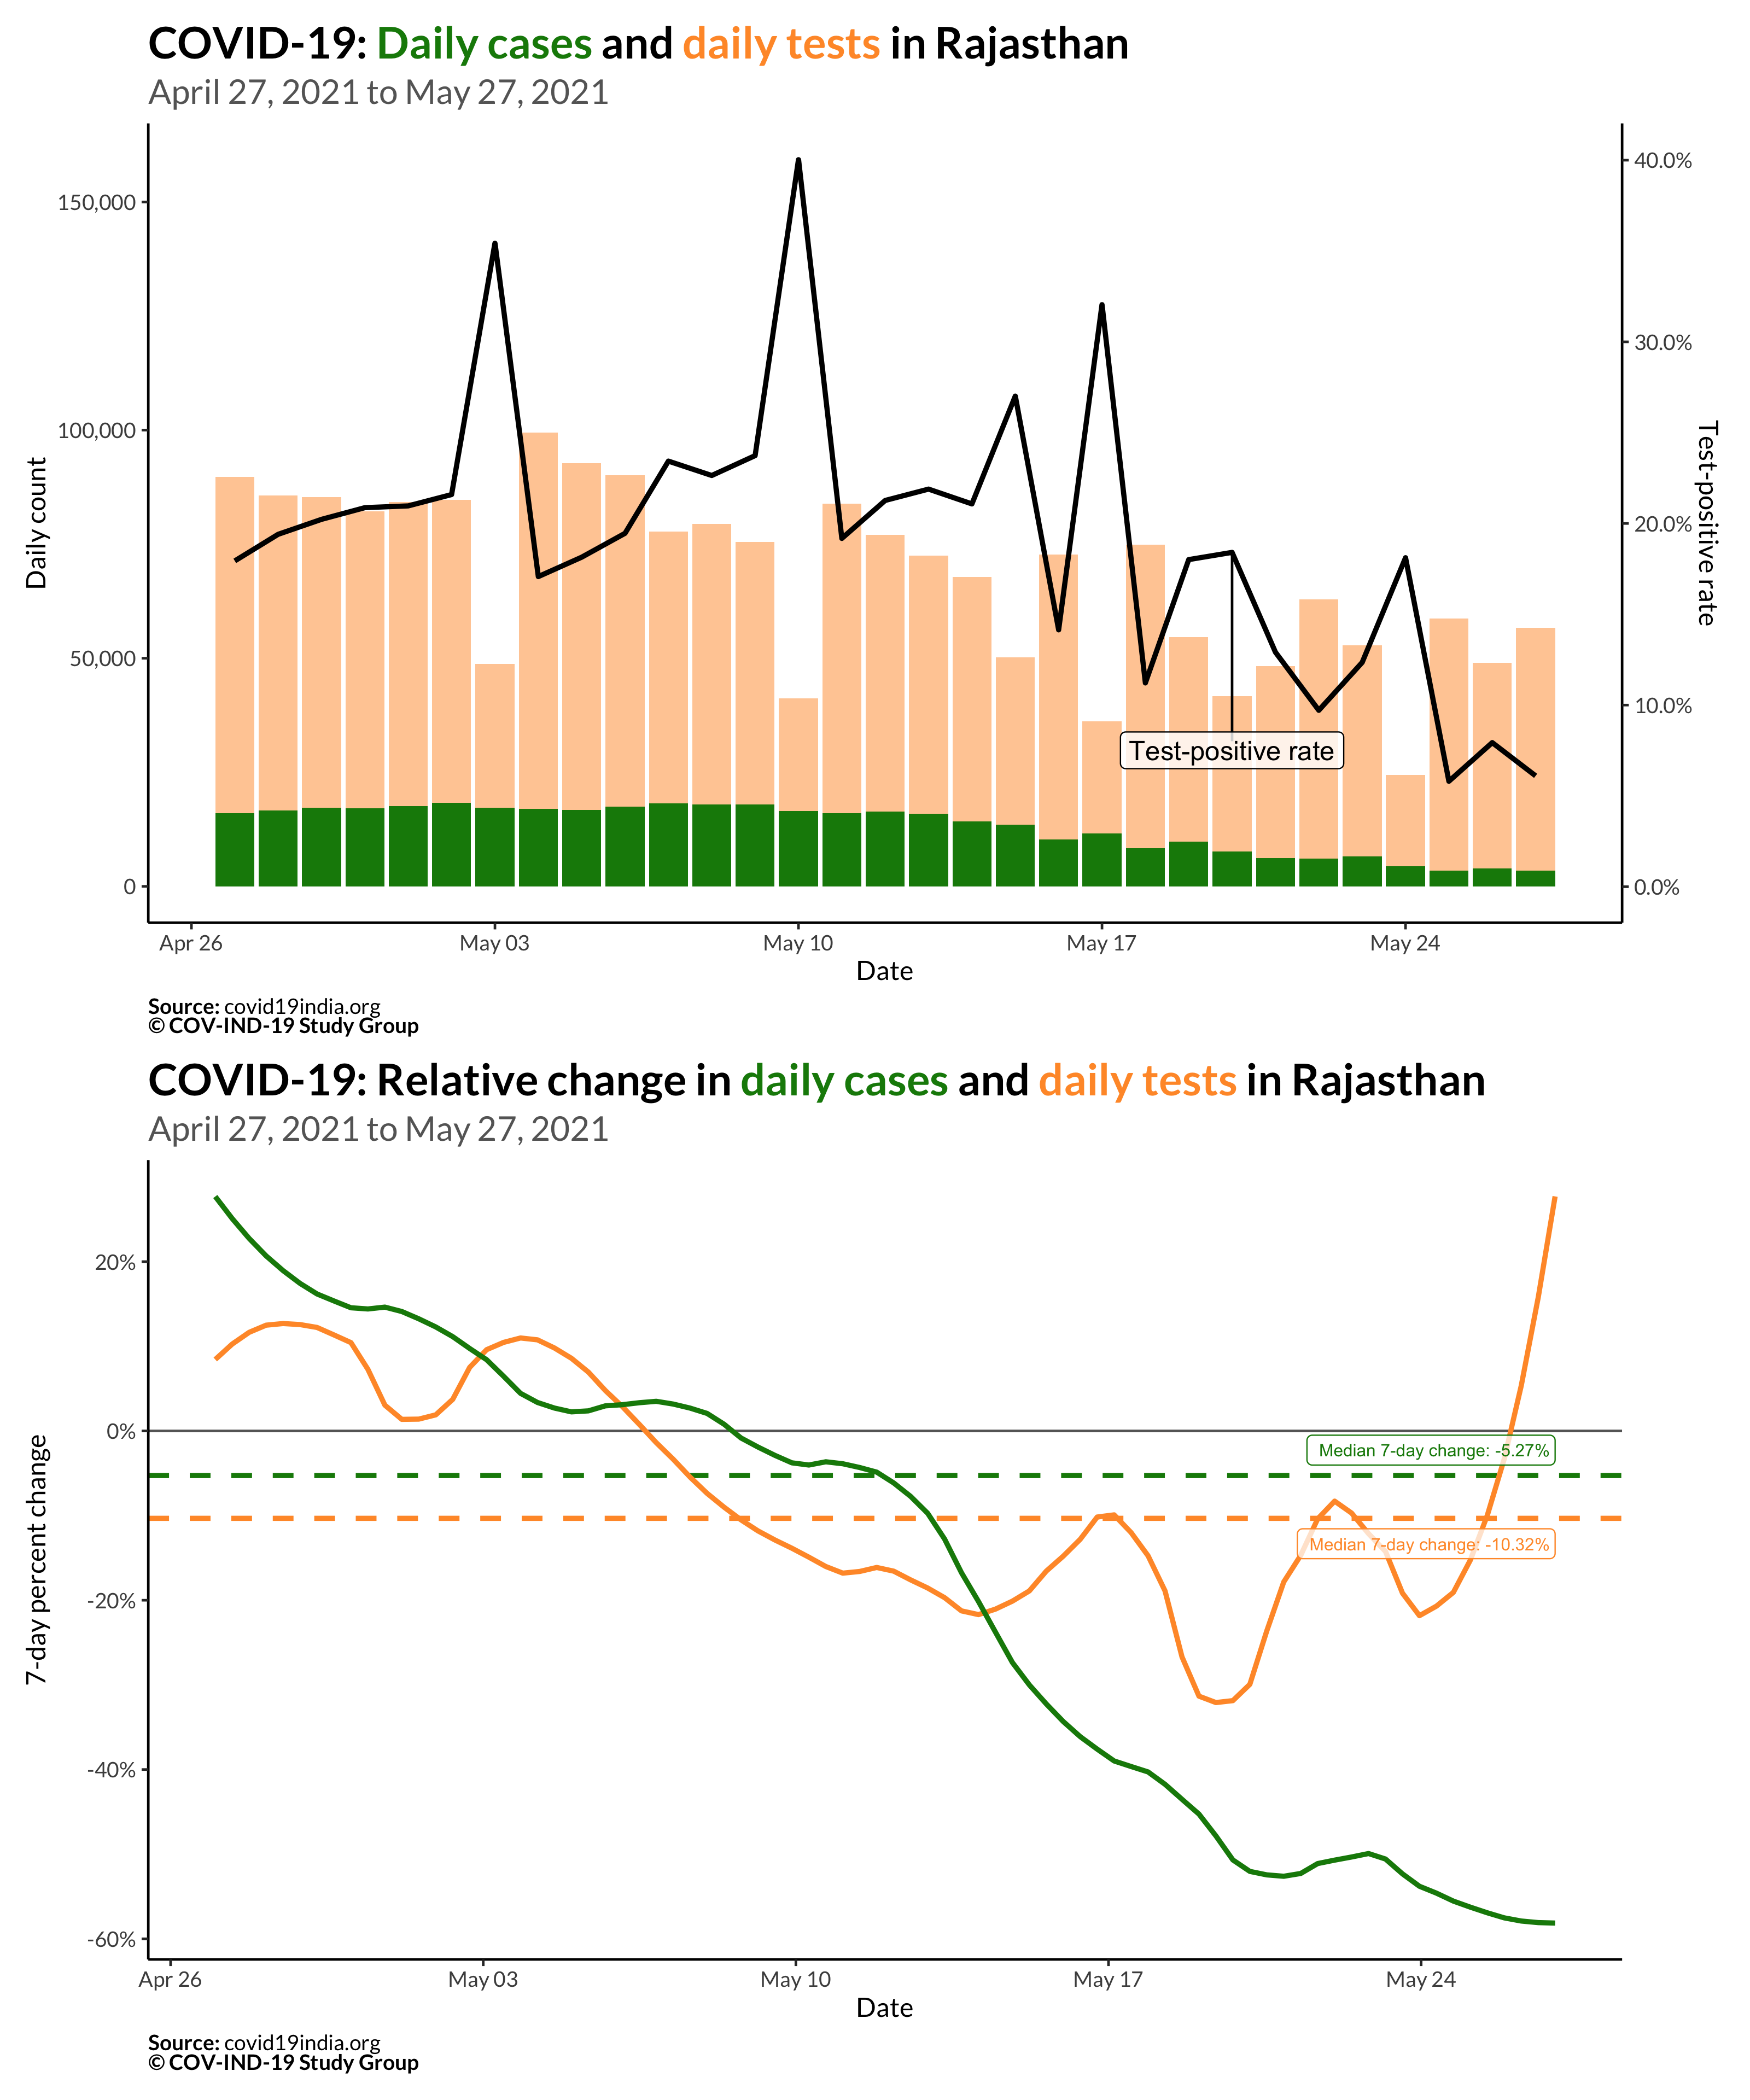 COVID-19: Daily cases and daily tests in Rajasthan
April 27, 2021 to May 27, 2021
Daily count
150,000
100,000
50,000
0
40.0%
30.0%
20.0%
10.0%
0.0%
Test-positive rate
Test-positive rate
Apr 26
May 03
May 10
May 17
May 24
Date
Source: covid19india.org
© COV-IND-19 Study Group
COVID-19: Relative change in daily cases and daily tests in Rajasthan
April 27, 2021 to May 27, 2021
7-day percent change
20%
0%
-20%
-40%
-60%
Median 7-day change: -5.27%
Median 7-day change: -10.32%
Apr 26
May 03
May 10
May 17
May 24
Date
Source: covid19india.org
© COV-IND-19 Study Group